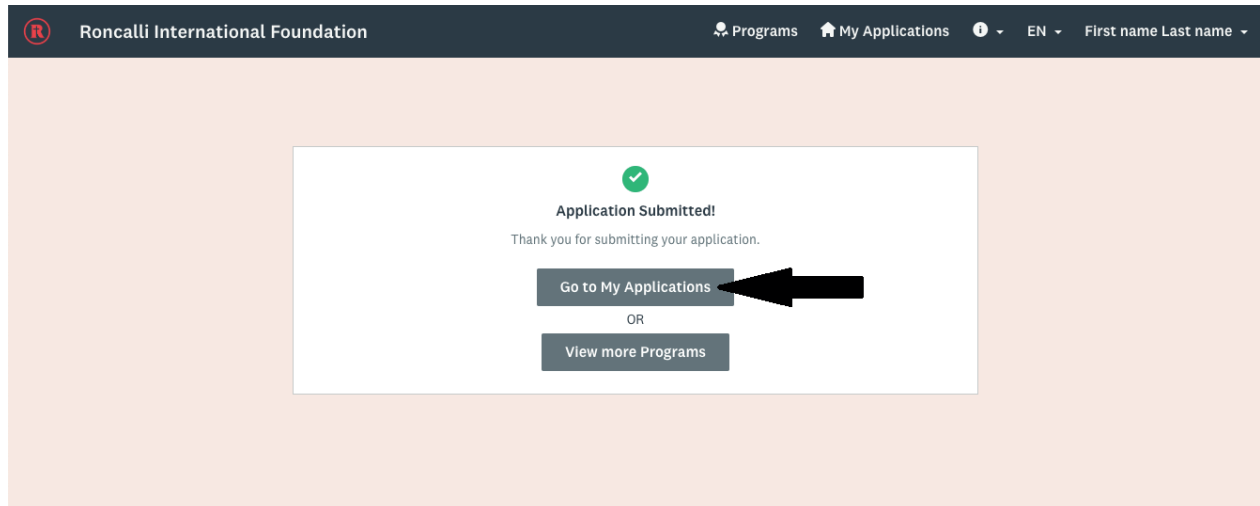 R Roncalli International Foundation Programs My Applications EN First name Last name
Application Submitted!
Thank you for submitting your application.
Go to My Applications
OR
View more Programs